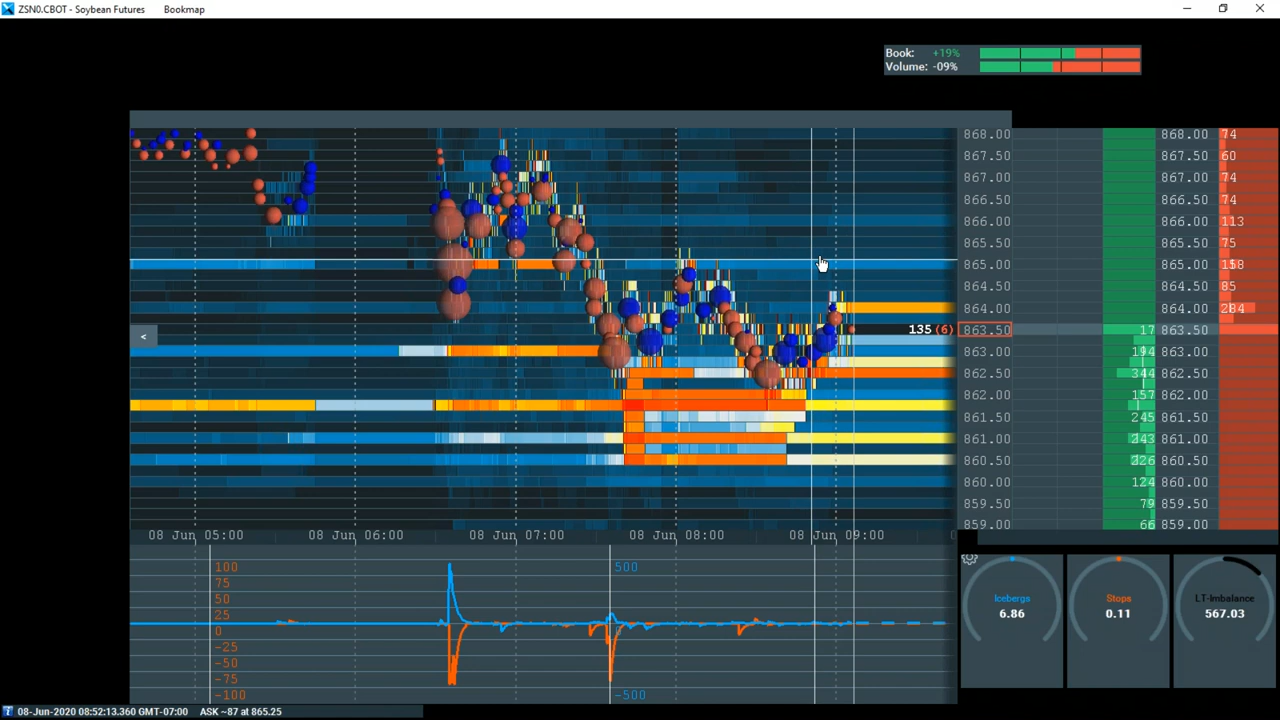 ZSN0.CBOT - Soybean Futures Bookmap
Book: +19%
Volume: -09%
868.00 868.00 74
867.50 867.50 60
867.00 867.00 74
866.50 866.50 74
866.00 866.00 113
865.50 865.50 75
865.00 865.00 158
864.50 864.50 85
864.00 864.00 284
< 135 (6) 863.50 17 863.50
863.00 194 863.00
862.50 344 862.50
862.00 157 862.00
861.50 245 861.50
861.00 243 861.00
860.50 326 860.50
860.00 124 860.00
859.50 79 859.50
859.00 66 859.00
08 Jun 05:00 08 Jun 06:00 08 Jun 07:00 08 Jun 08:00 08 Jun 09:00
100 500
75
50
25
0
-25
-50
-75
-100 -500
Icebergs Stops LT-Imbalance
6.86 0.11 567.03
08-Jun-2020 08:52:13.360 GMT-07:00 ASK ~87 at 865.25